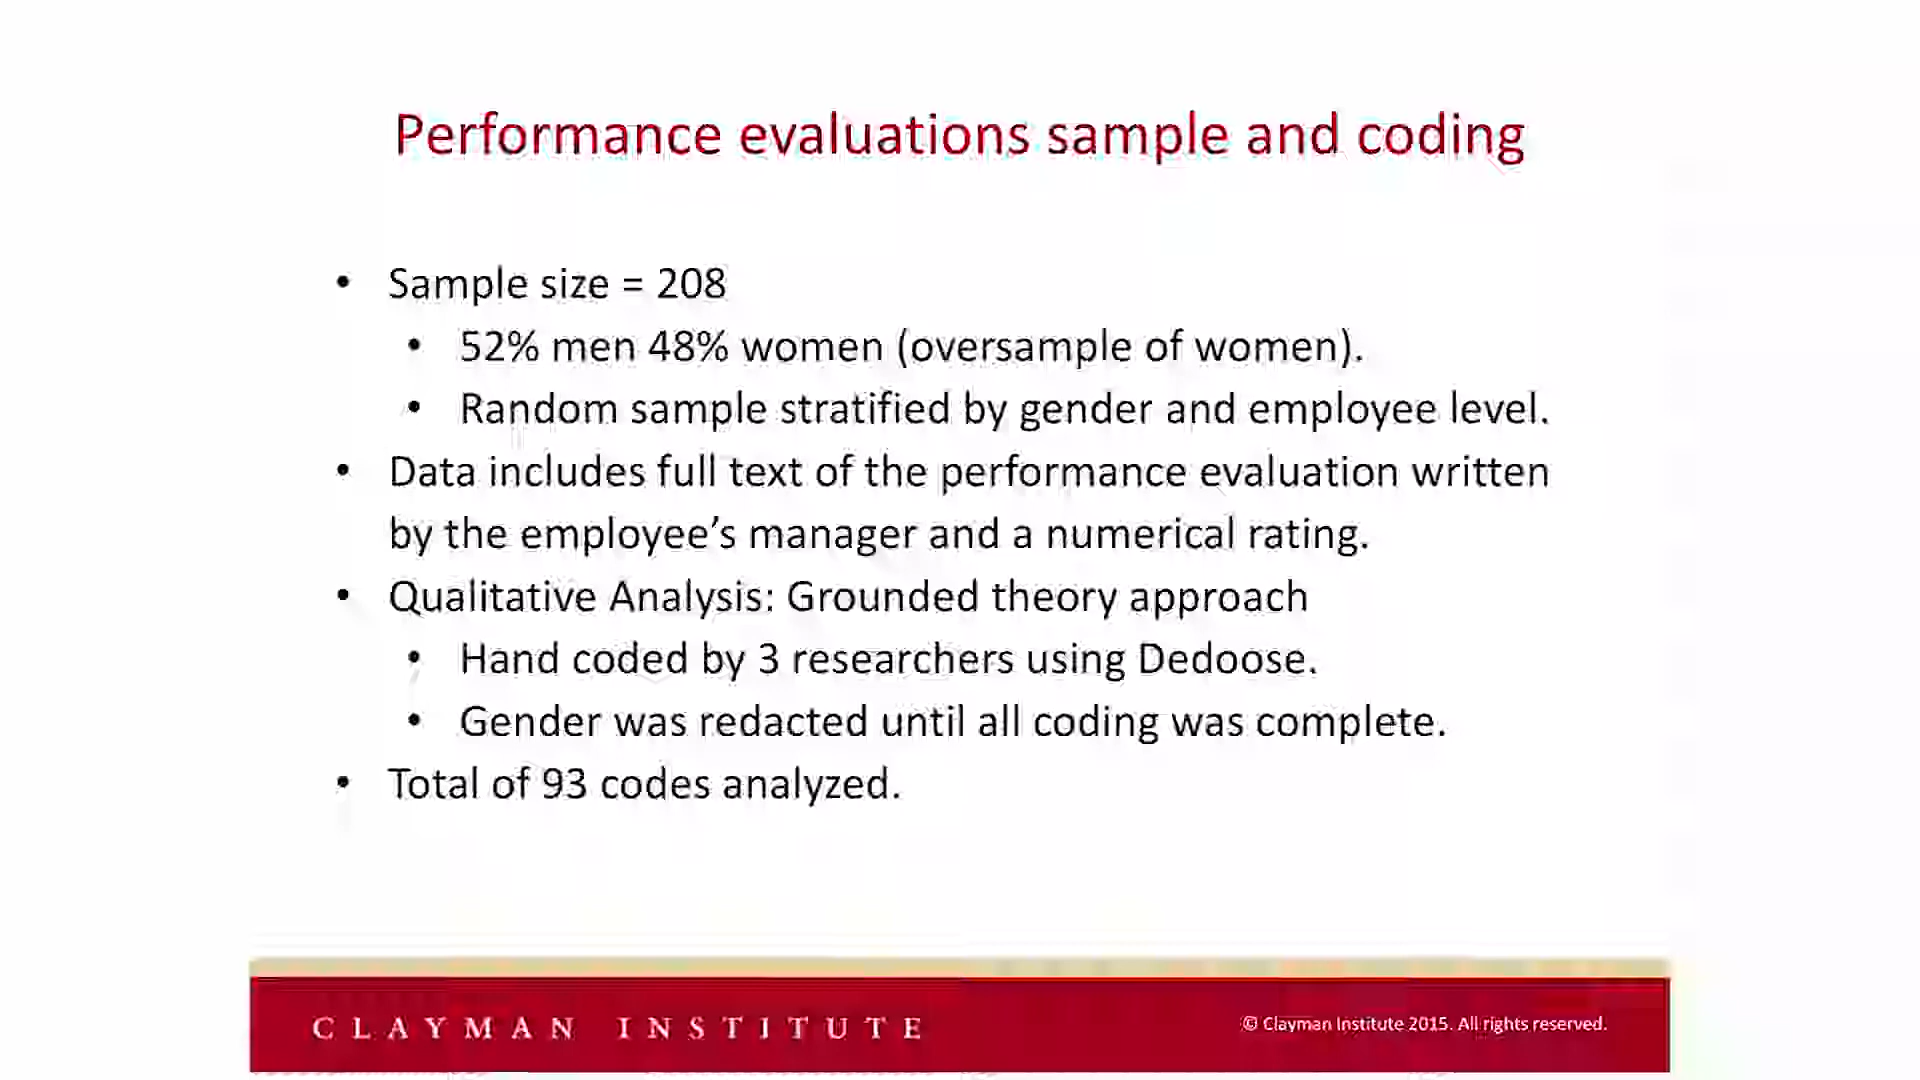 Performance evaluations sample and coding
• Sample size = 208
• 52% men 48% women (oversample of women).
• Random sample stratified by gender and employee level.
• Data includes full text of the performance evaluation written
by the employee’s manager and a numerical rating.
• Qualitative Analysis: Grounded theory approach
• Hand coded by 3 researchers using Dedoose.
• Gender was redacted until all coding was complete.
• Total of 93 codes analyzed.
CLAYMAN INSTITUTE
© Clayman Institute 2015. All rights reserved.